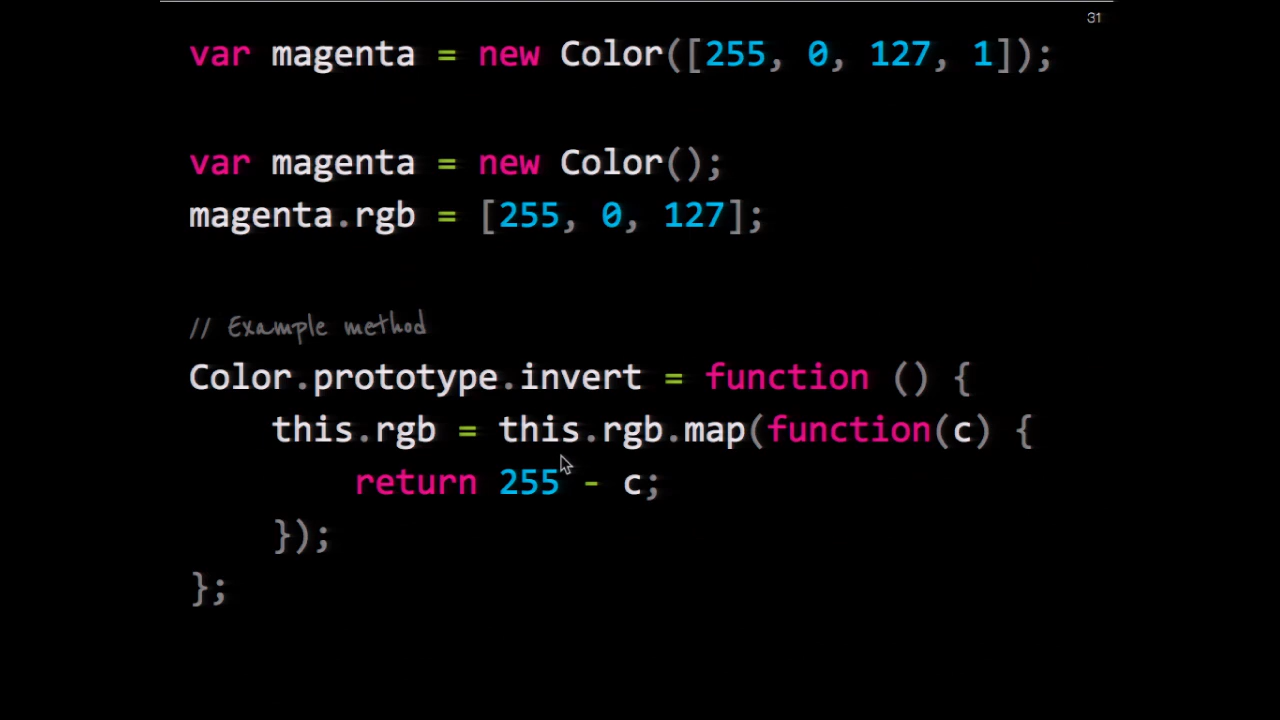 31
var magenta = new Color([255, 0, 127, 1]);
var magenta = new Color();
magenta.rgb = [255, 0, 127];
// Example method
Color.prototype.invert = function () {
this.rgb = this.rgb.map(function(c) {
return 255 - c;
});
};